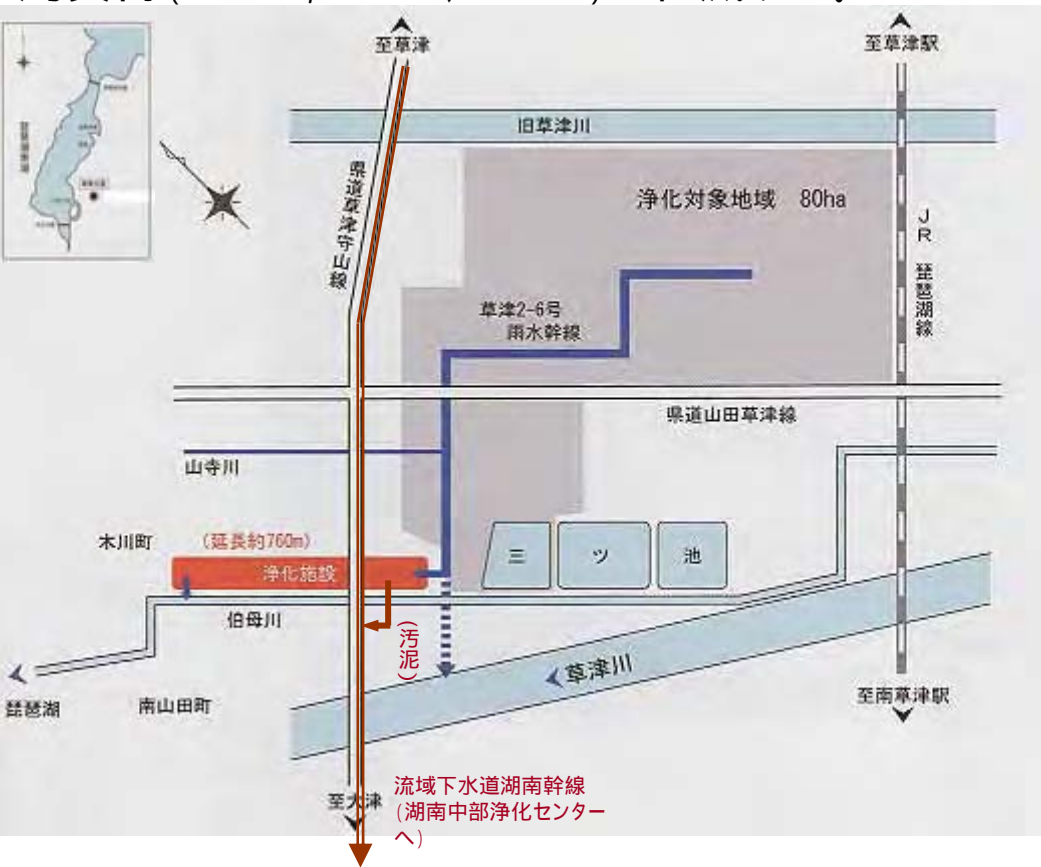 至草津
至草津駅
旧草津川
浄化対象地域 80ha
県道草津守山線
JR 琵琶湖線
草津2-6号
雨水幹線
県道山田草津線
山寺川
木川町
(延長約760m)
浄化施設
三
ツ
池
伯母川
(汚泥)
草津川
琵琶湖
南山田町
至南草津駅
至大津
流域下水道湖南幹線
(湖南中部浄化センター
へ)